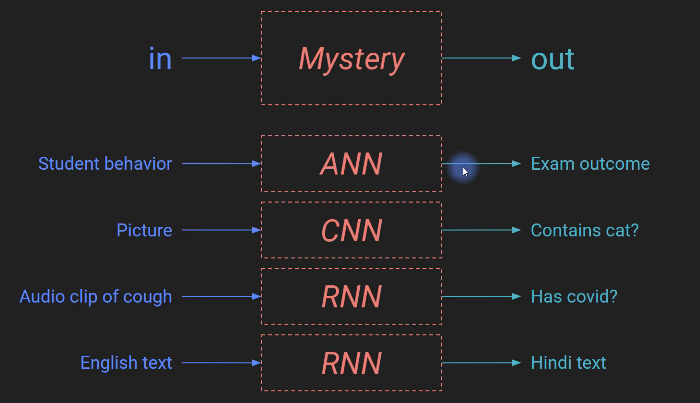 in Mystery out
Student behavior ANN Exam outcome
Picture CNN Contains cat?
Audio clip of cough RNN Has covid?
English text RNN Hindi text